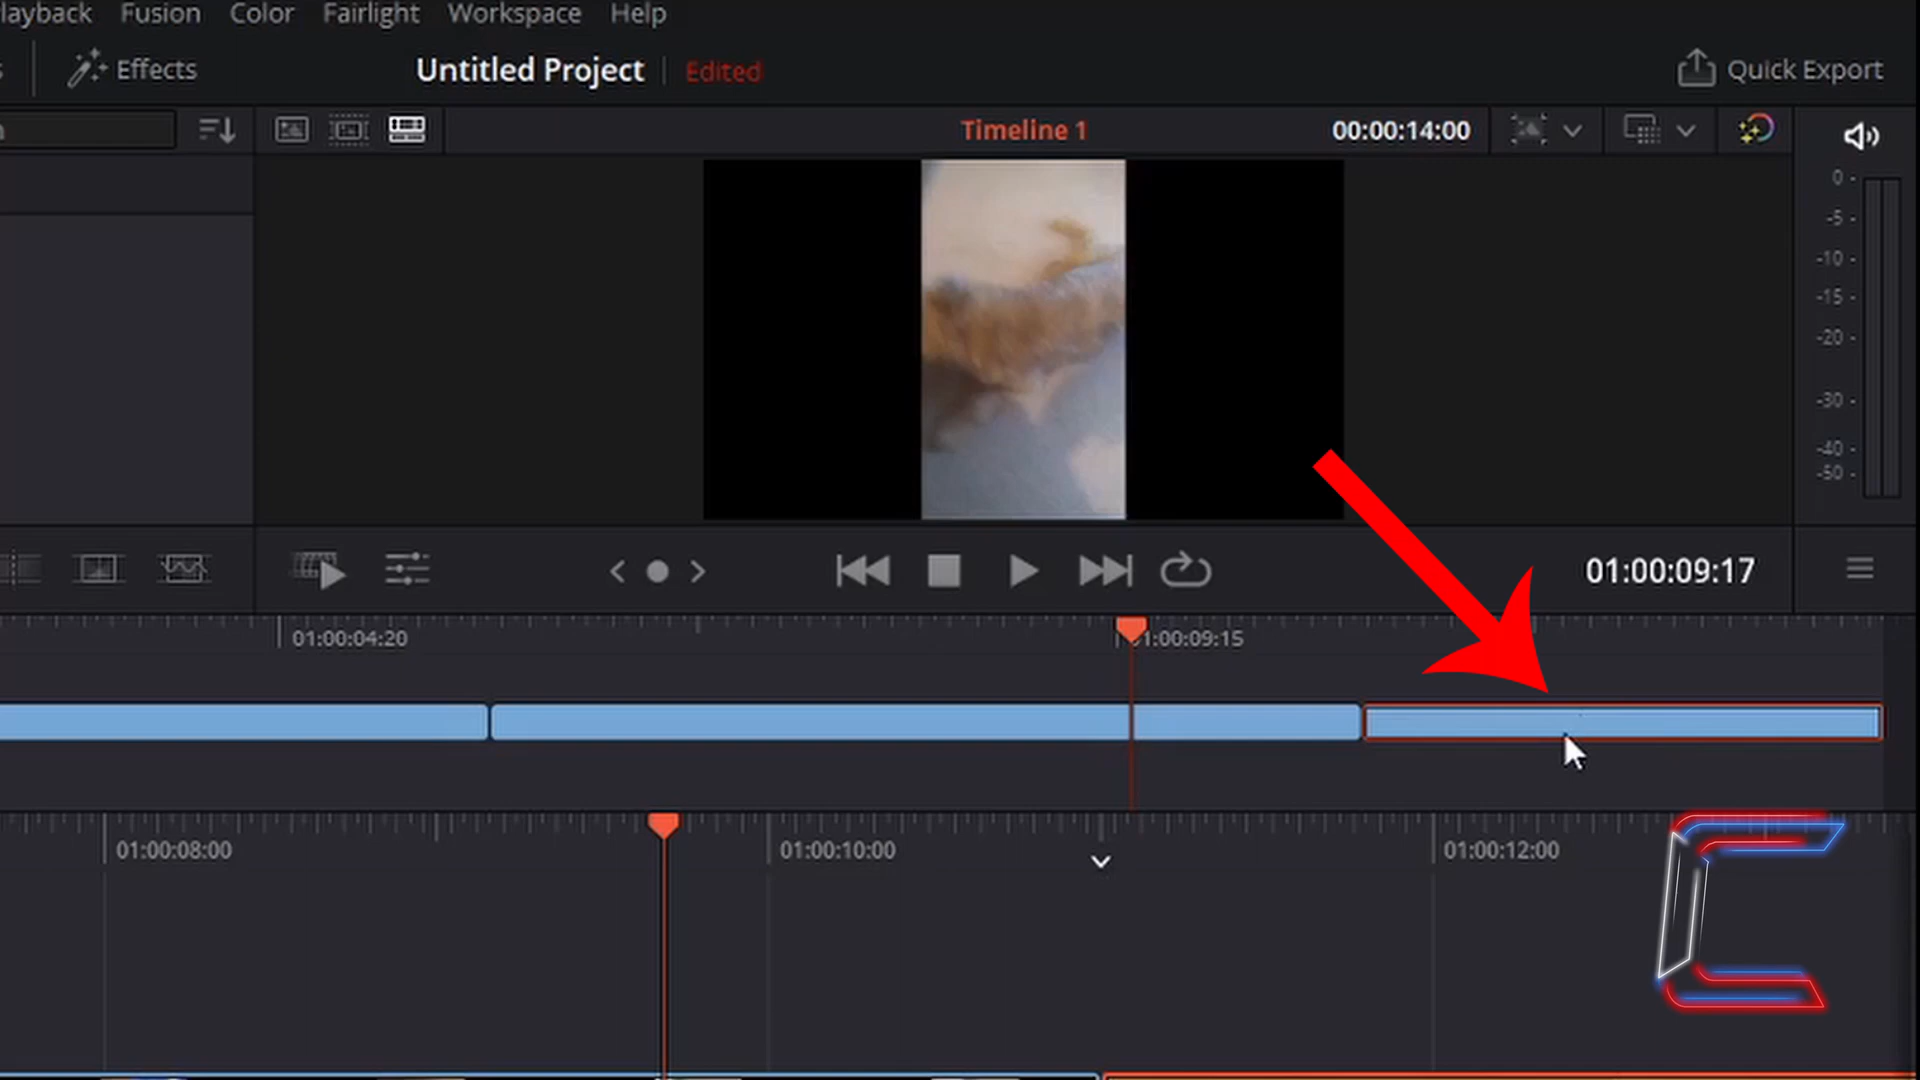 layback Fusion Color Fairlight Workspace Help
Effects Untitled Project Edited Quick Export
Timeline 1 00:00:14:00
0
-5
-10
-15
-20
-30
-40
-50
01:00:09:17
01:00:04:20 01:00:09:15
01:00:08:00 01:00:10:00 01:00:12:00
C